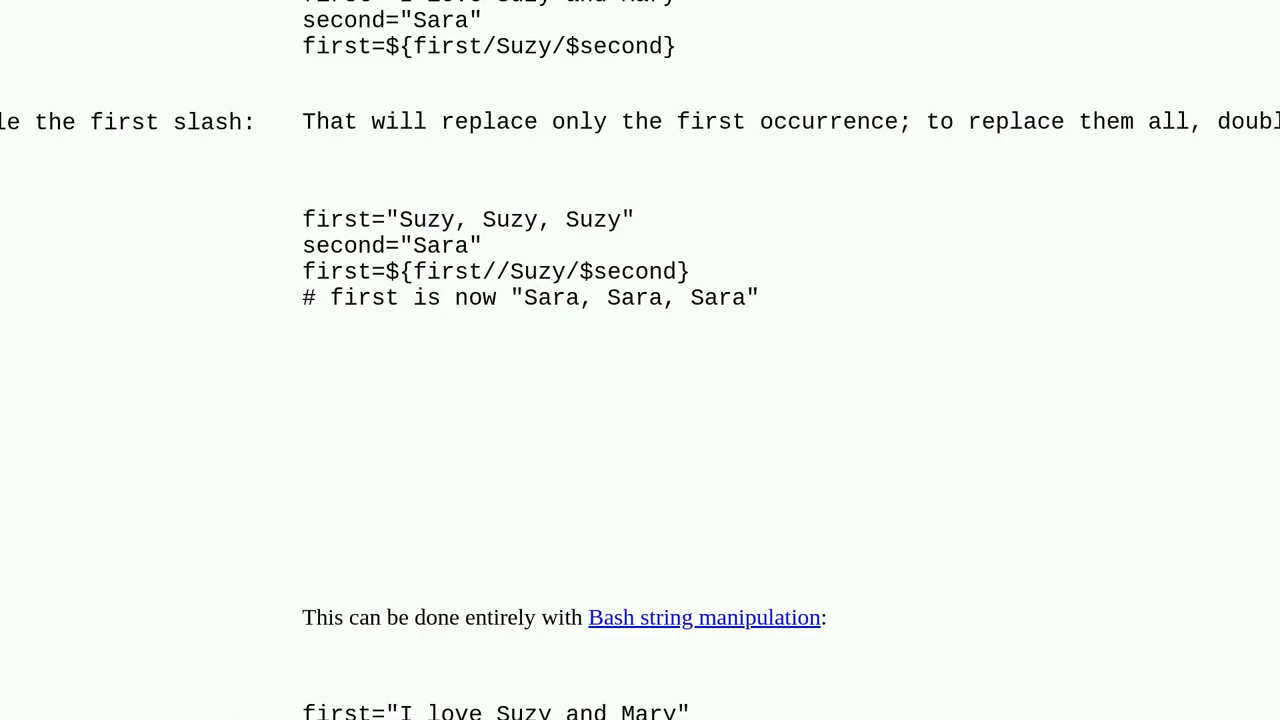 second="Sara"
first=${first/Suzy/$second}
le the first slash:
That will replace only the first occurrence; to replace them all, doubl
first="Suzy, Suzy, Suzy"
second="Sara"
first=${first//Suzy/$second}
# first is now "Sara, Sara, Sara"
This can be done entirely with Bash string manipulation:
first="I love Suzy and Mary"